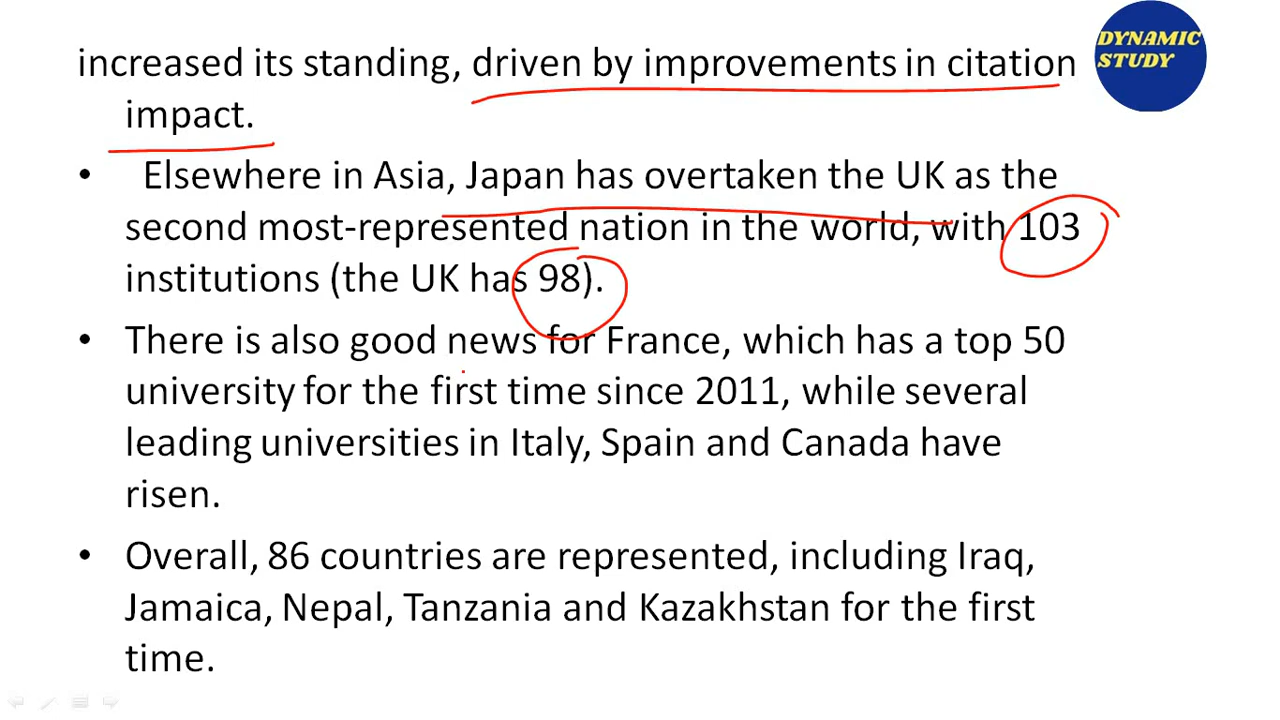 DYNAMIC
STUDY
increased its standing, driven by improvements in citation
impact.
• Elsewhere in Asia, Japan has overtaken the UK as the
second most-represented nation in the world, with 103
institutions (the UK has 98).
• There is also good news for France, which has a top 50
university for the first time since 2011, while several
leading universities in Italy, Spain and Canada have
risen.
• Overall, 86 countries are represented, including Iraq,
Jamaica, Nepal, Tanzania and Kazakhstan for the first
time.